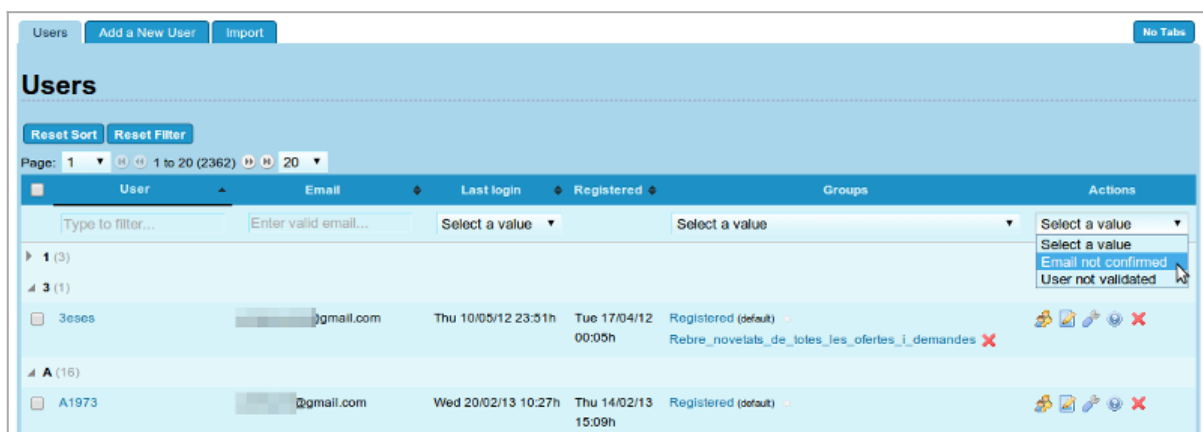 Users Add a New User Import No Tabs
Users
Reset Sort Reset Filter
Page: 1 1 to 20 (2362) 20
User Email Last login Registered Groups Actions
Type to filter... Enter valid email... Select a value Select a value Select a value
Select a value
1 (3) Email not confirmed
3 (1) User not validated
3eses @gmail.com Thu 10/05/12 23:51h Tue 17/04/12 Registered (default)
00:05h Rebre_novetats_de_totes_les_ofertes_i_demandes
A (16)
A1973 @gmail.com Wed 20/02/13 10:27h Thu 14/02/13 Registered (default)
15:09h